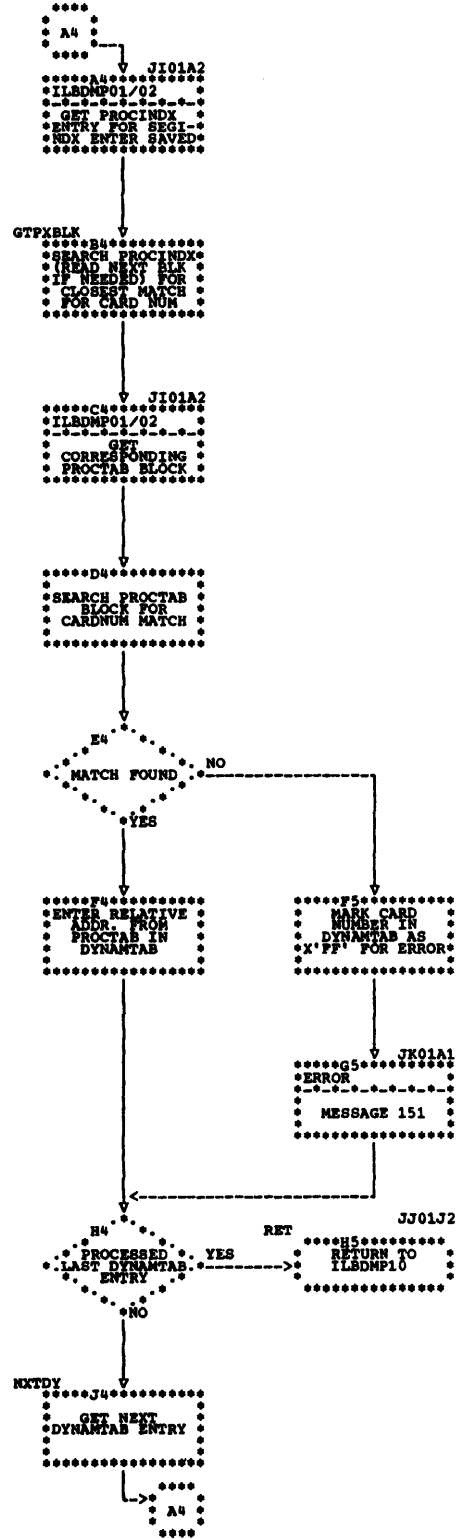 A4
JI01A2
A4
ILBDMP01/02
GET PROCINDX
ENTRY FOR SEGI-
NDX ENTER SAVED
GTPXBLK
B4
SEARCH PROCINDX
(READ NEXT BLK
IF NEEDED) FOR
CLOSEST MATCH
FOR CARD NUM
JI01A2
C4
ILBDMP01/02
GET
CORRESPONDING
PROCTAB BLOCK
D4
SEARCH PROCTAB
BLOCK FOR
CARDNUM MATCH
E4
MATCH FOUND
NO
YES
F4
ENTER RELATIVE
ADDR. FROM
PROCTAB IN
DYNAMTAB
F5
MARK CARD
NUMBER IN
DYNAMTAB AS
X'FF' FOR ERROR
JK01A1
G5
ERROR
MESSAGE 151
H4
PROCESSED
LAST DYNAMTAB
ENTRY
YES
NO
RET
JJ01J2
H5
RETURN TO
ILBDMP10
NXTDY
J4
GET NEXT
DYNAMTAB ENTRY
A4